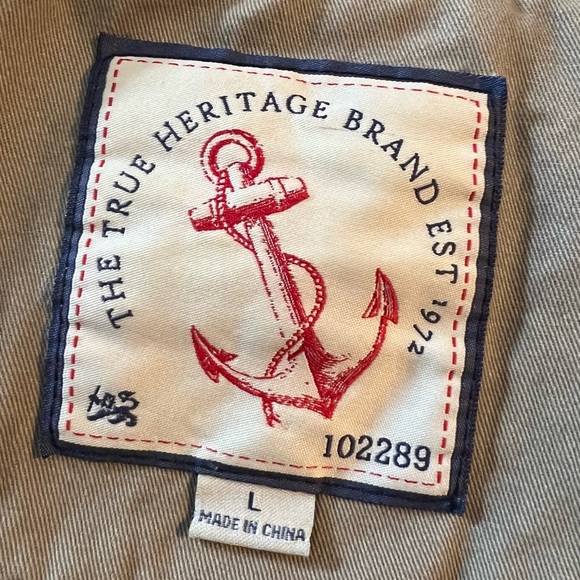 THE TRUE HERITAGE BRAND EST 1972
102289
L
MADE IN CHINA